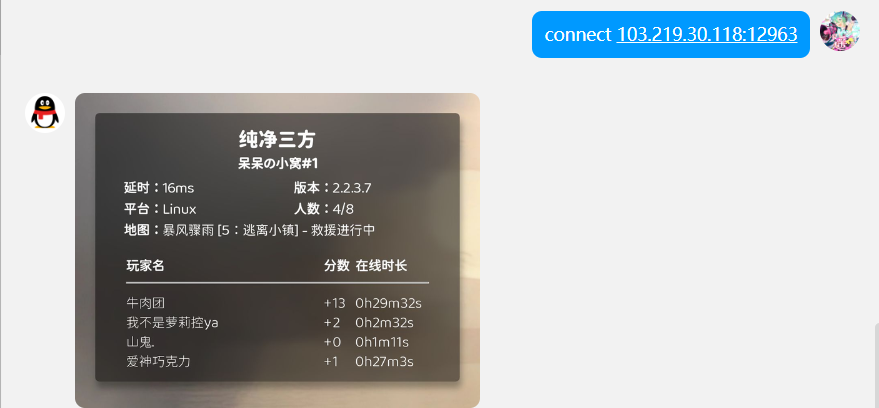 connect 103.219.30.118:12963
纯净三方
呆呆の小窝#1
延时：16ms 版本：2.2.3.7
平台：Linux 人数：4/8
地图：暴风骤雨 [5：逃离小镇] - 救援进行中
玩家名 分数 在线时长
牛肉团 +13 0h29m32s
我不是萝莉控ya +2 0h2m32s
山鬼. +0 0h1m11s
爱神巧克力 +1 0h27m3s